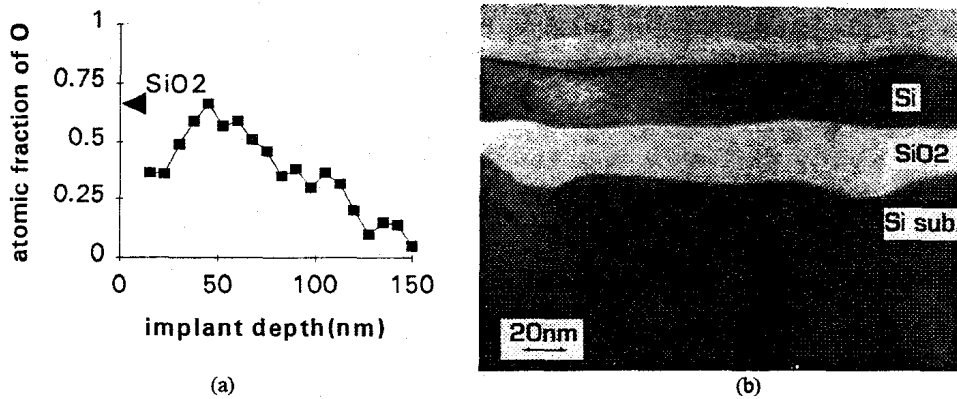 1
0.75
0.5
0.25
0
atomic fraction of O
SiO2
0 50 100 150
implant depth(nm)
(a)
Si
SiO2
Si sub.
20nm
(b)